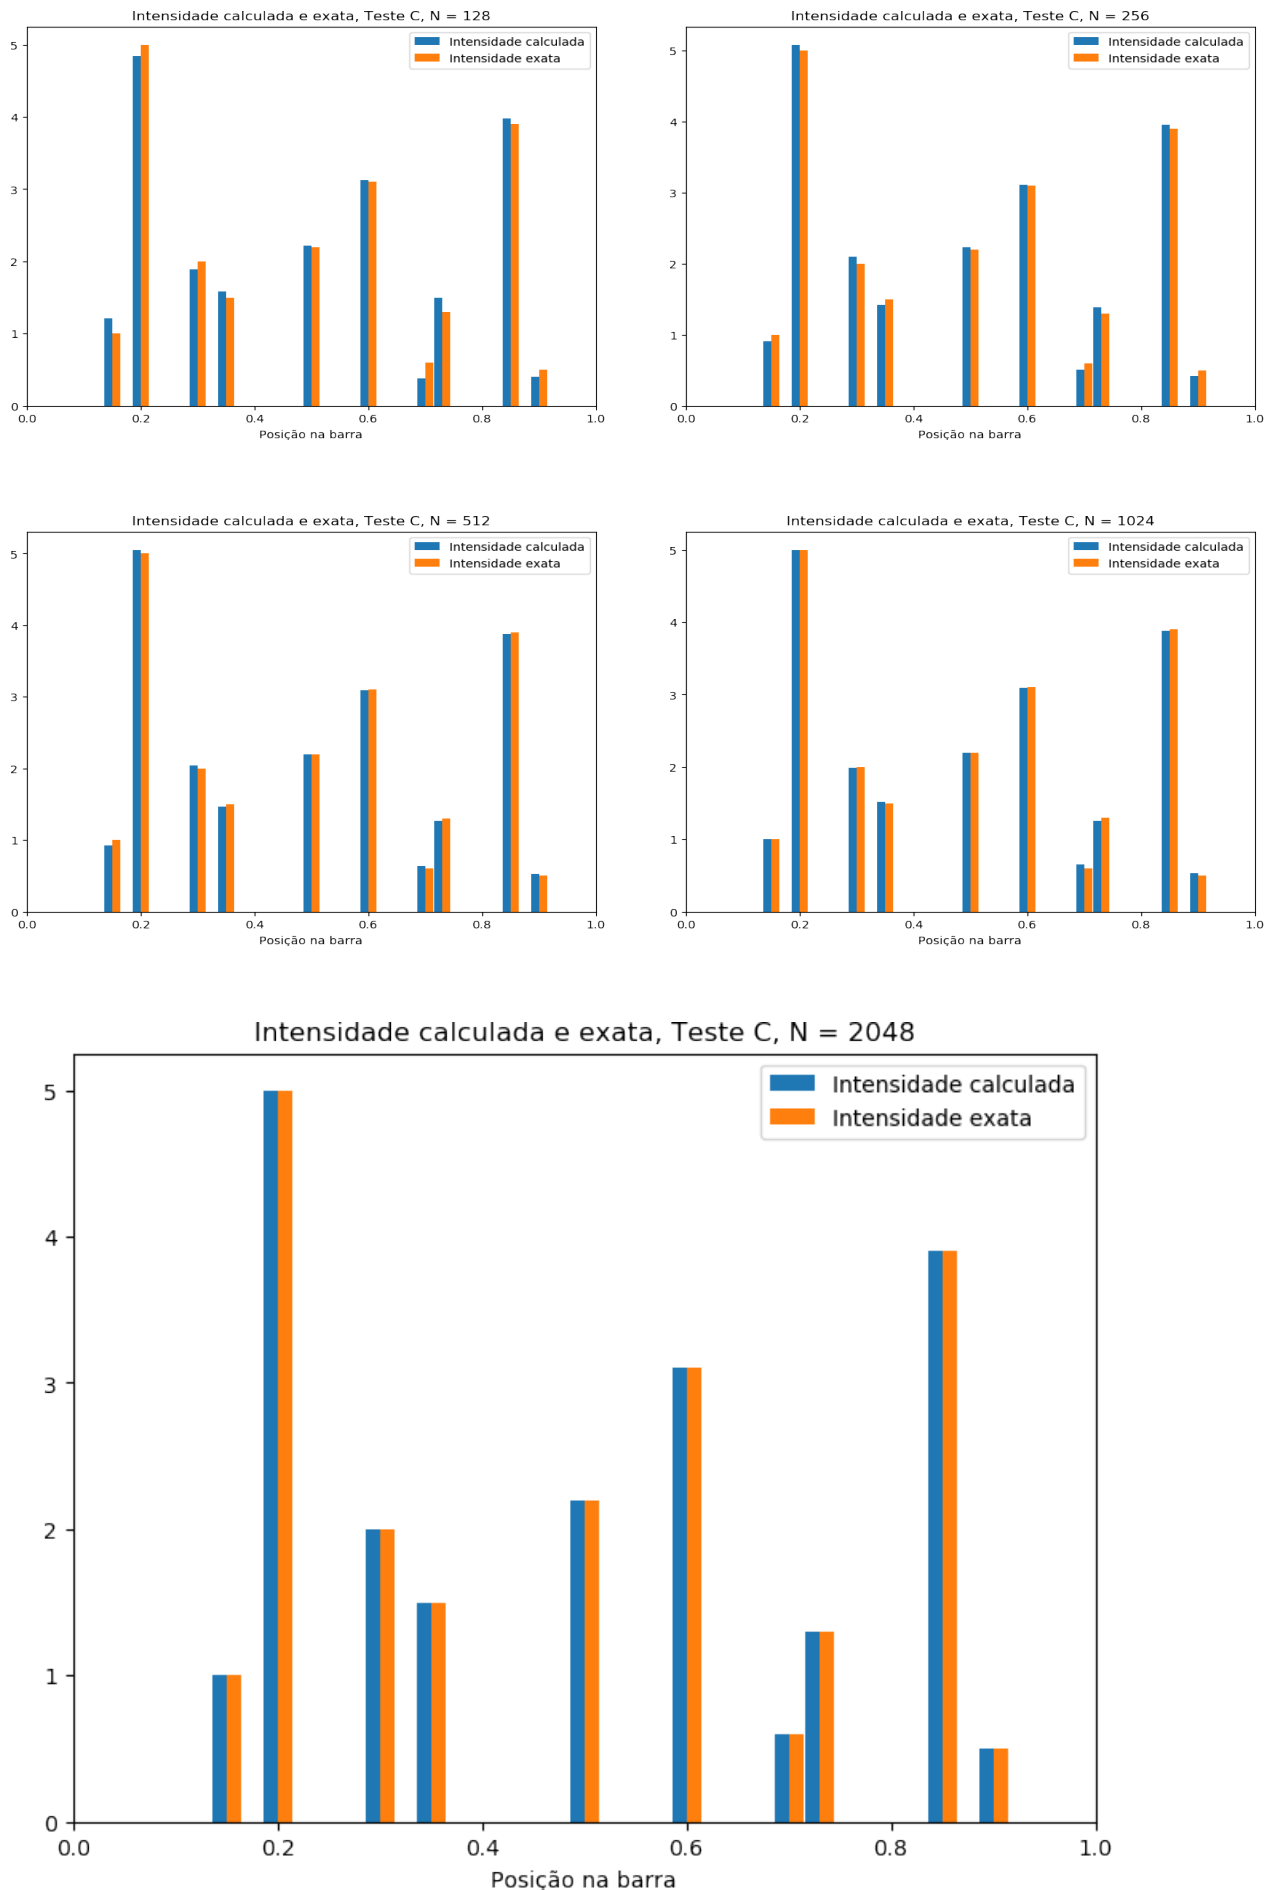 Intensidade calculada e exata, Teste C, N = 128
Intensidade calculada
Intensidade exata
5
4
3
2
1
0
0.0 0.2 0.4 0.6 0.8 1.0
Posição na barra
Intensidade calculada e exata, Teste C, N = 256
Intensidade calculada
Intensidade exata
5
4
3
2
1
0
0.0 0.2 0.4 0.6 0.8 1.0
Posição na barra
Intensidade calculada e exata, Teste C, N = 512
Intensidade calculada
Intensidade exata
5
4
3
2
1
0
0.0 0.2 0.4 0.6 0.8 1.0
Posição na barra
Intensidade calculada e exata, Teste C, N = 1024
Intensidade calculada
Intensidade exata
5
4
3
2
1
0
0.0 0.2 0.4 0.6 0.8 1.0
Posição na barra
Intensidade calculada e exata, Teste C, N = 2048
Intensidade calculada
Intensidade exata
5
4
3
2
1
0
0.0 0.2 0.4 0.6 0.8 1.0
Posição na barra